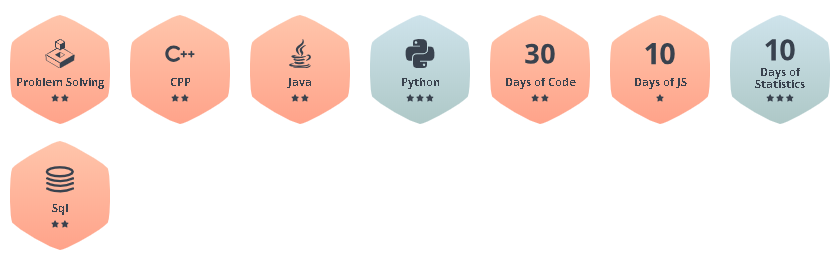 Problem Solving
C++
CPP
Java
Python
30
Days of Code
10
Days of JS
10
Days of
Statistics
Sql